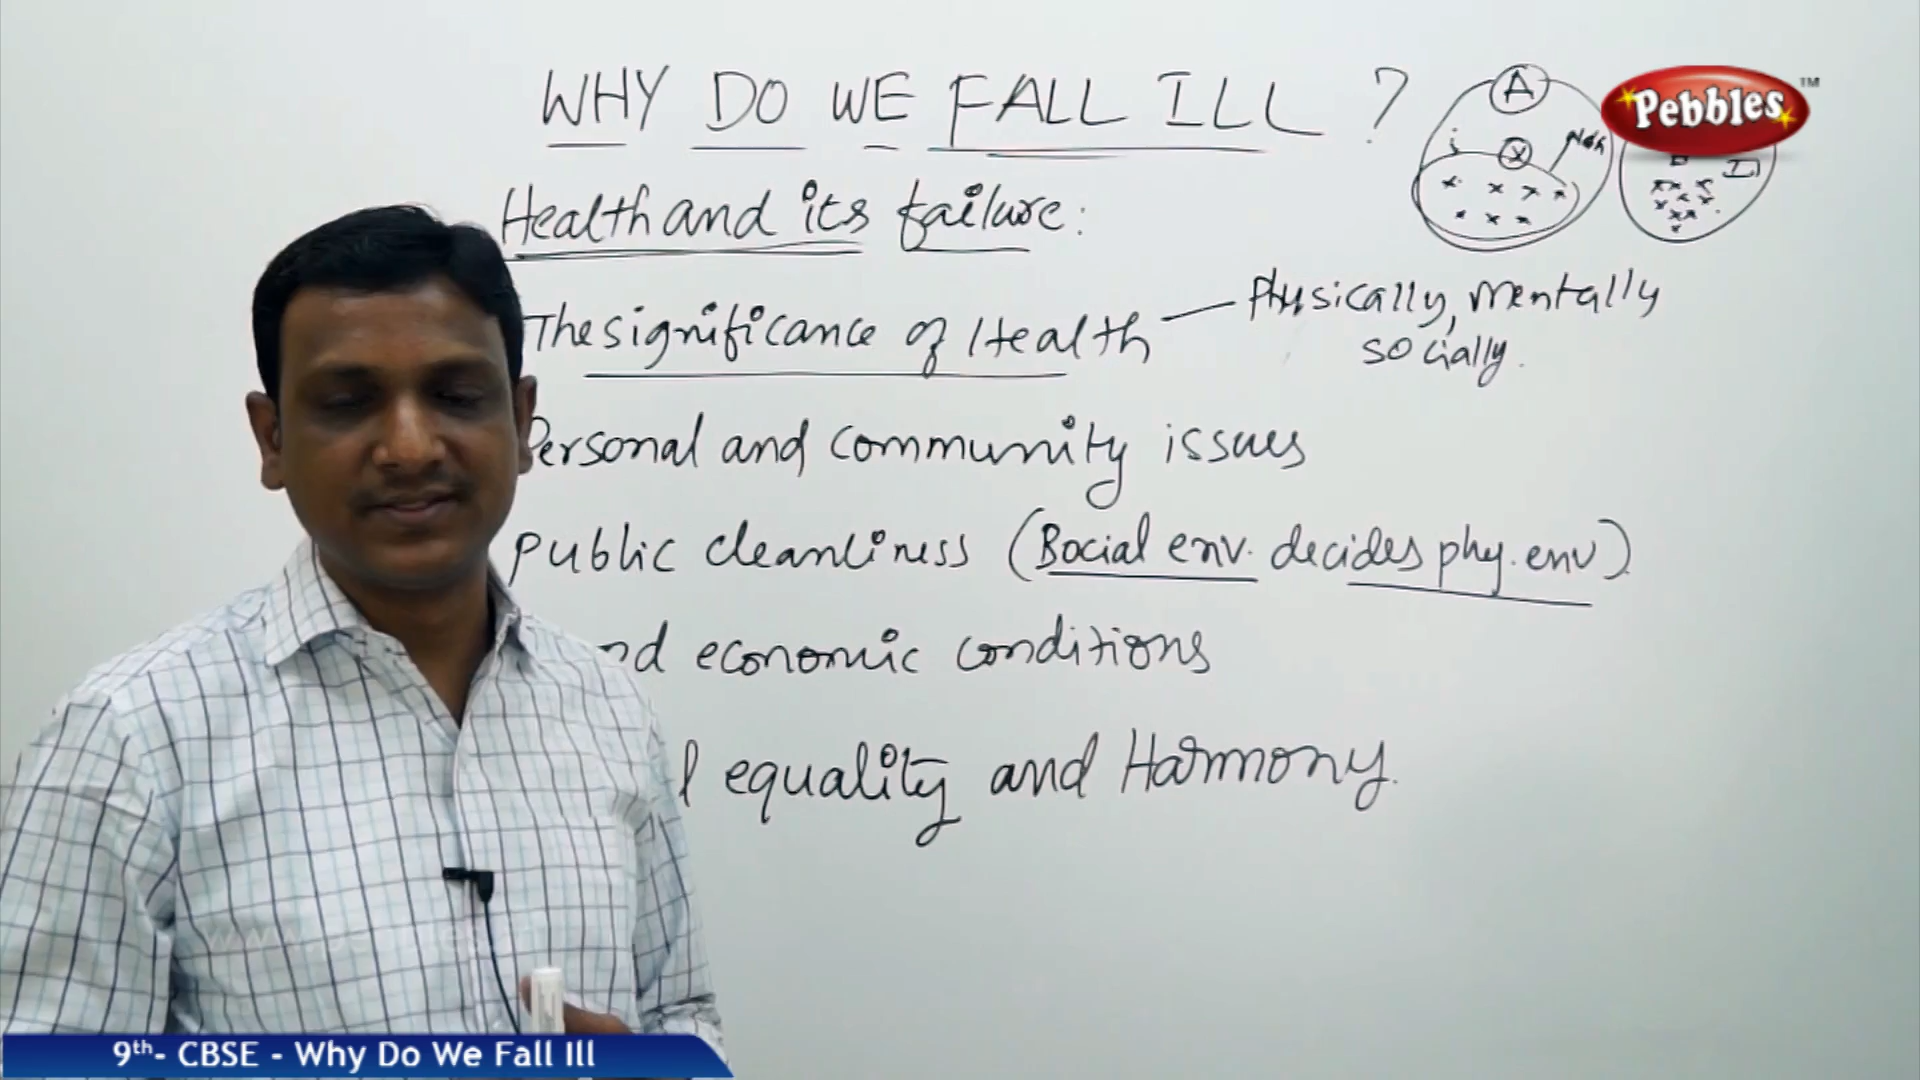 WHY DO WE FALL ILL ?
A
Pebbles™
x
I
Health and its failure:
The significance of Health — Physically, mentally
socially.
Personal and community issues
Public cleanliness (Bocial env. decides phy. env)
economic conditions
equality and Harmony.
9th- CBSE - Why Do We Fall Ill